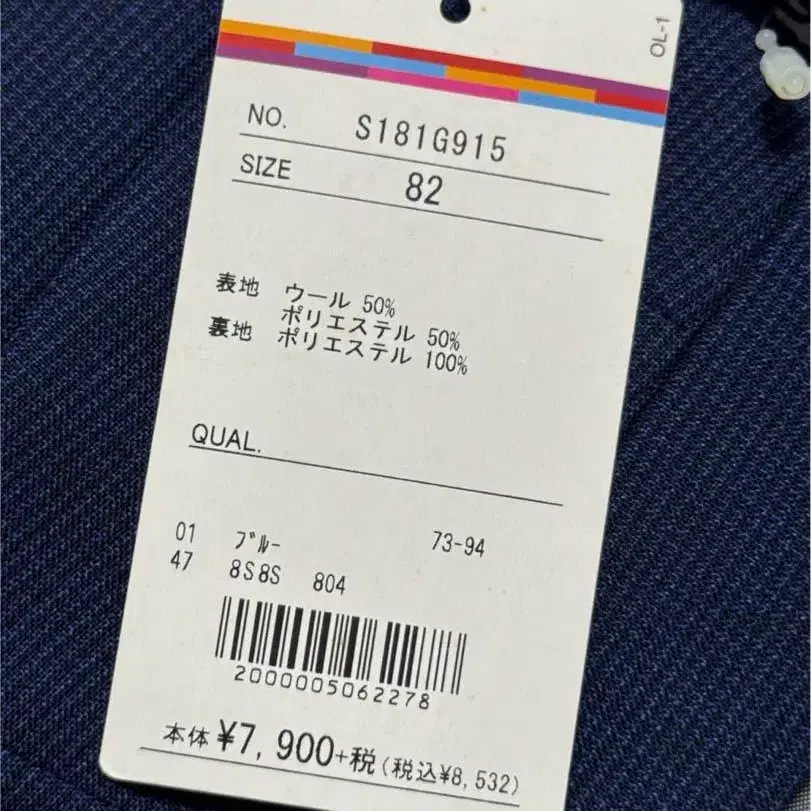 OL-1
NO. S181G915
SIZE 82
表地 ウール 50%
ポリエステル 50%
裏地 ポリエステル 100%
QUAL.
01 ﾌﾞﾙｰ 73-94
47 8S8S 804
2000005062278
本体¥7,900+税(税込¥8,532)